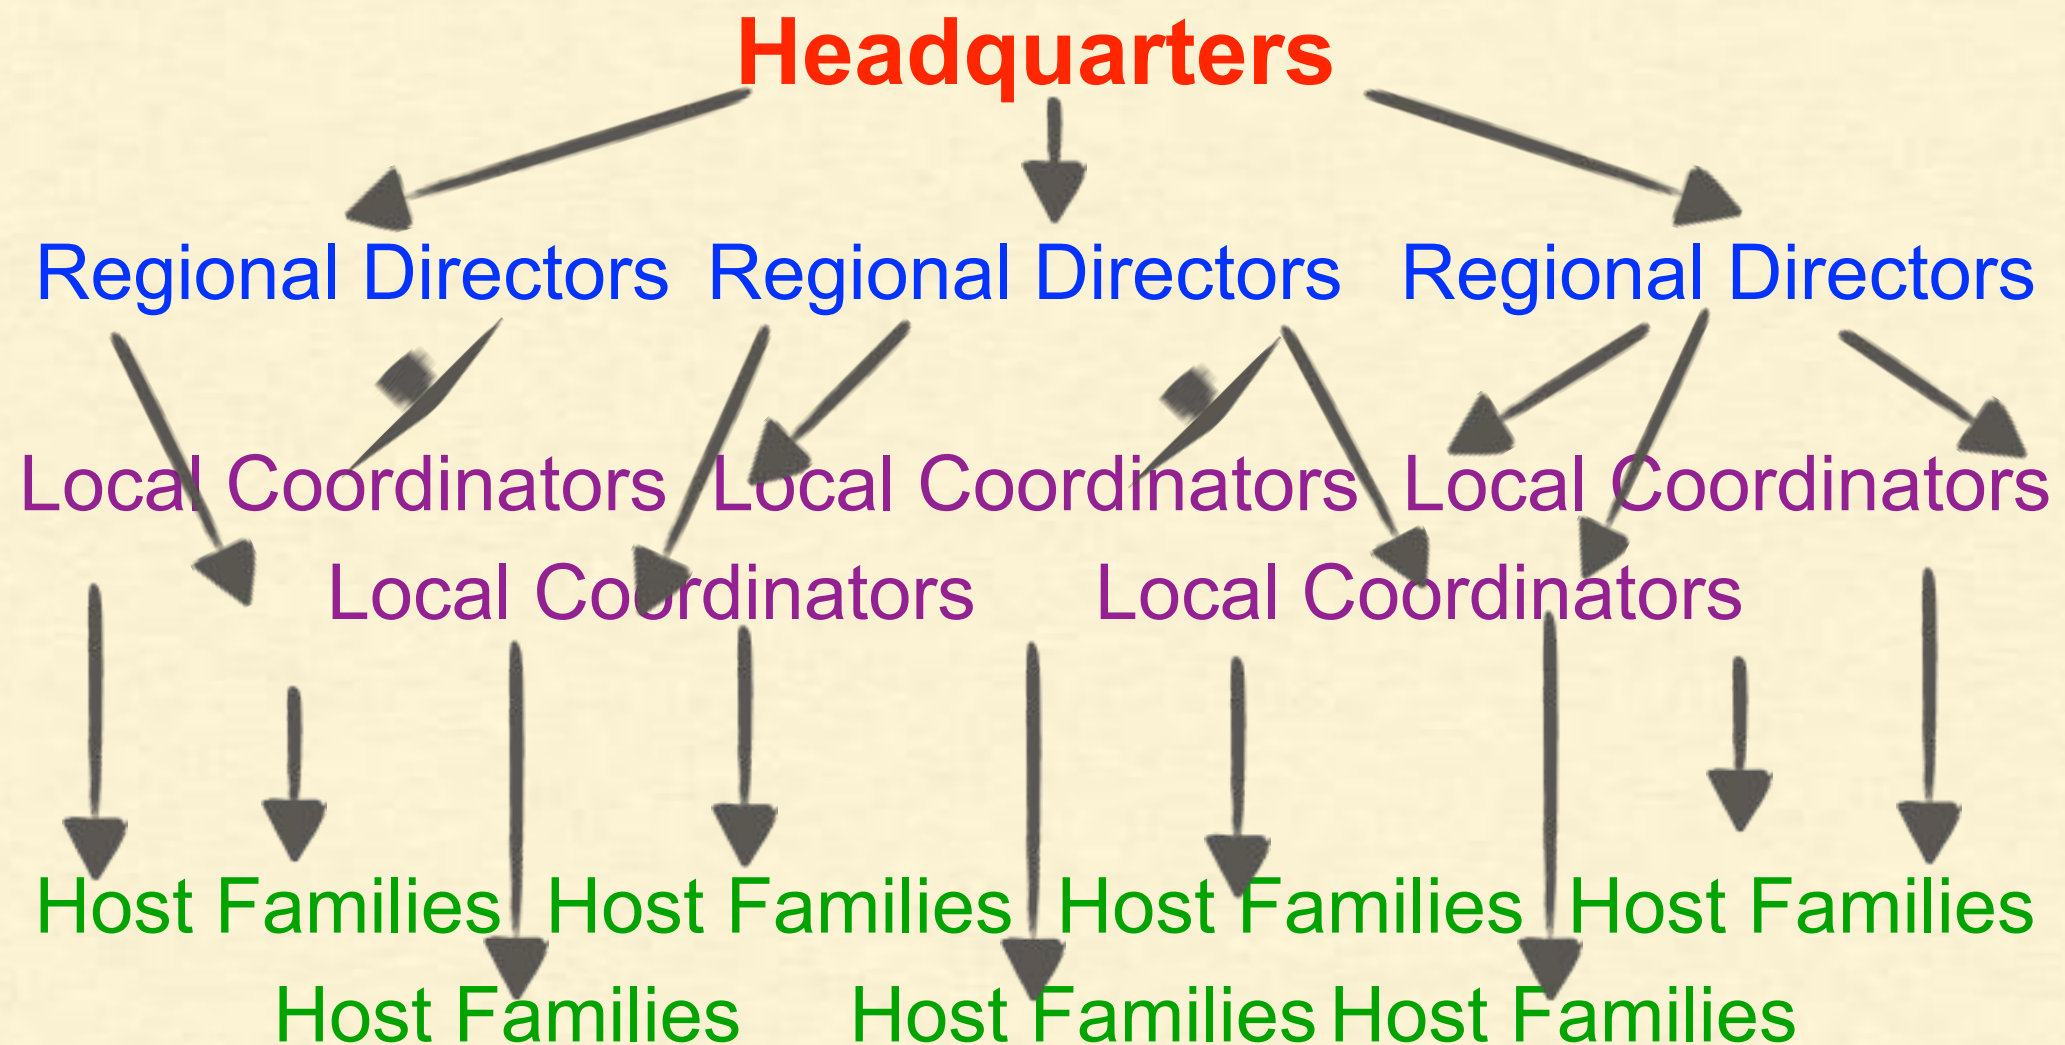 Headquarters
Regional Directors Regional Directors Regional Directors
Local Coordinators Local Coordinators Local Coordinators
Local Coordinators Local Coordinators
Host Families Host Families Host Families Host Families
Host Families Host Families Host Families